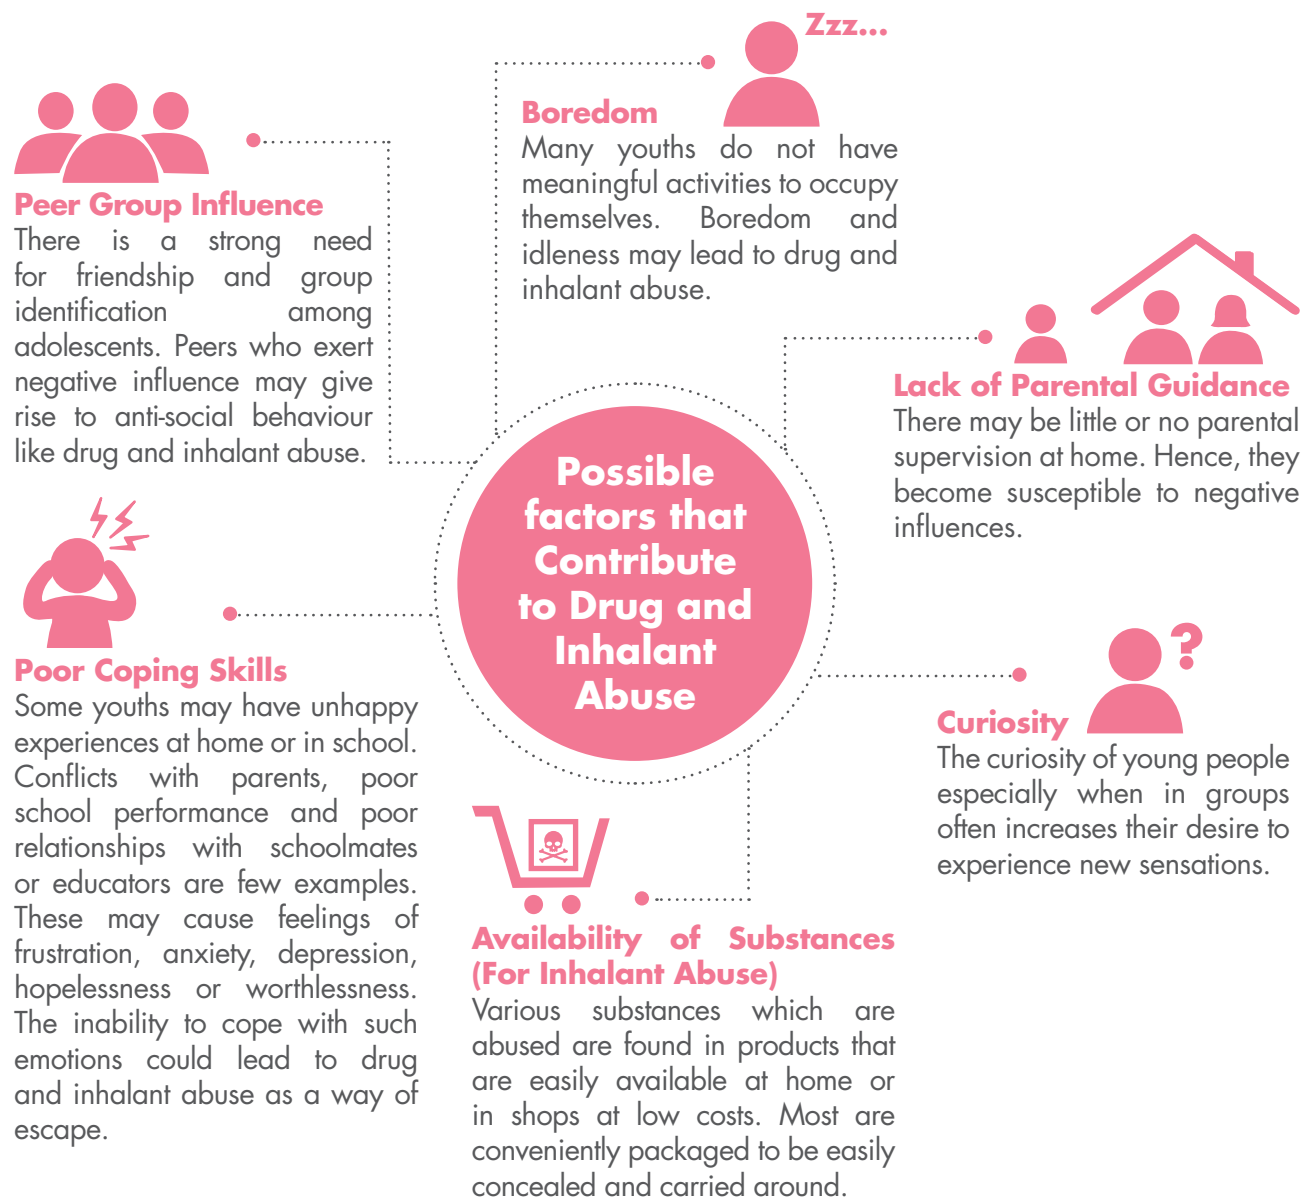 Zzz...
Boredom
Many youths do not have
meaningful activities to occupy
themselves. Boredom and
idleness may lead to drug and
inhalant abuse.
Peer Group Influence
There is a strong need
for friendship and group
identification among
adolescents. Peers who exert
negative influence may give
rise to anti-social behaviour
like drug and inhalant abuse.
Lack of Parental Guidance
There may be little or no parental
supervision at home. Hence, they
become susceptible to negative
influences.
Possible
factors that
Contribute
to Drug and
Inhalant
Abuse
Poor Coping Skills
Some youths may have unhappy
experiences at home or in school.
Conflicts with parents, poor
school performance and poor
relationships with schoolmates
or educators are few examples.
These may cause feelings of
frustration, anxiety, depression,
hopelessness or worthlessness.
The inability to cope with such
emotions could lead to drug
and inhalant abuse as a way of
escape.
?
Curiosity
The curiosity of young people
especially when in groups
often increases their desire to
experience new sensations.
Availability of Substances
(For Inhalant Abuse)
Various substances which are
abused are found in products that
are easily available at home or
in shops at low costs. Most are
conveniently packaged to be easily
concealed and carried around.